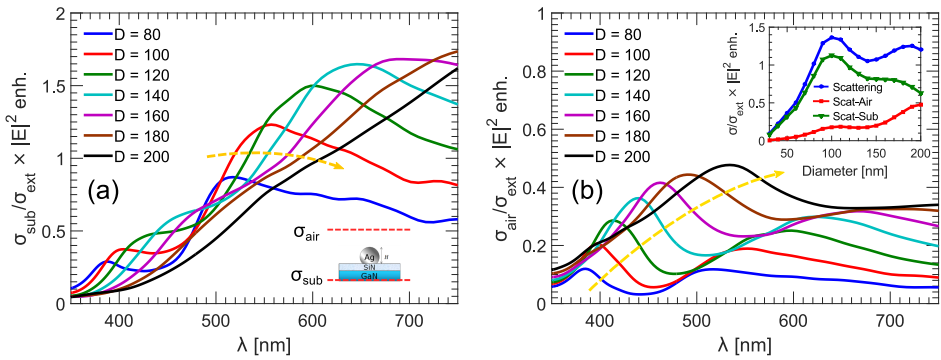 2
1.5
1
0.5
0
400
500
600
700
λ [nm]
σsub/σext × |E|² enh.
D = 80
D = 100
D = 120
D = 140
D = 160
D = 180
D = 200
(a)
σair
σsub
Ag
SiN
GaN
1
0.8
0.6
0.4
0.2
0
400
500
600
700
λ [nm]
σair/σext × |E|² enh.
D = 80
D = 100
D = 120
D = 140
D = 160
D = 180
D = 200
(b)
1.5
1
0.5
0
50
100
150
200
Diameter [nm]
σ/σext × |E|² enh.
Scattering
Scat-Air
Scat-Sub